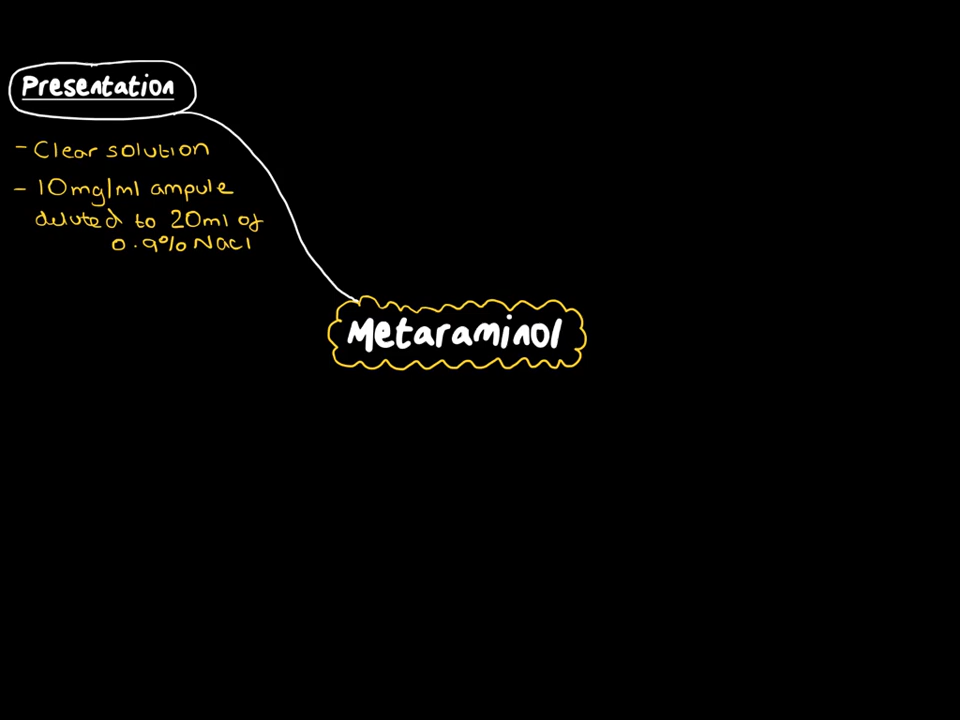 Presentation
- Clear solution
- 10mg/ml ampule
diluted to 20ml of
0.9% NaCl
Metaraminol